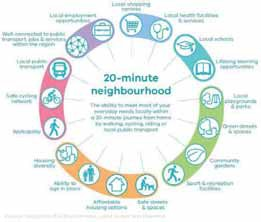 Local shopping
centres
Local health facilities
& services
Local schools
Lifelong learning
opportunities
Local
playgrounds
& parks
Green streets
& spaces
Community
gardens
Sport & recreation
facilities
Safe streets
& spaces
Affordable
housing options
Ability to
age in place
Housing
diversity
Walkability
Safe cycling
network
Local public
transport
Well-connected to public
transport, jobs & services
within the region
Local employment
opportunities
20-minute
neighbourhood
The ability to meet most of your
everyday needs locally within
a 20-minute journey from home
by walking, cycling, riding or
local public transport